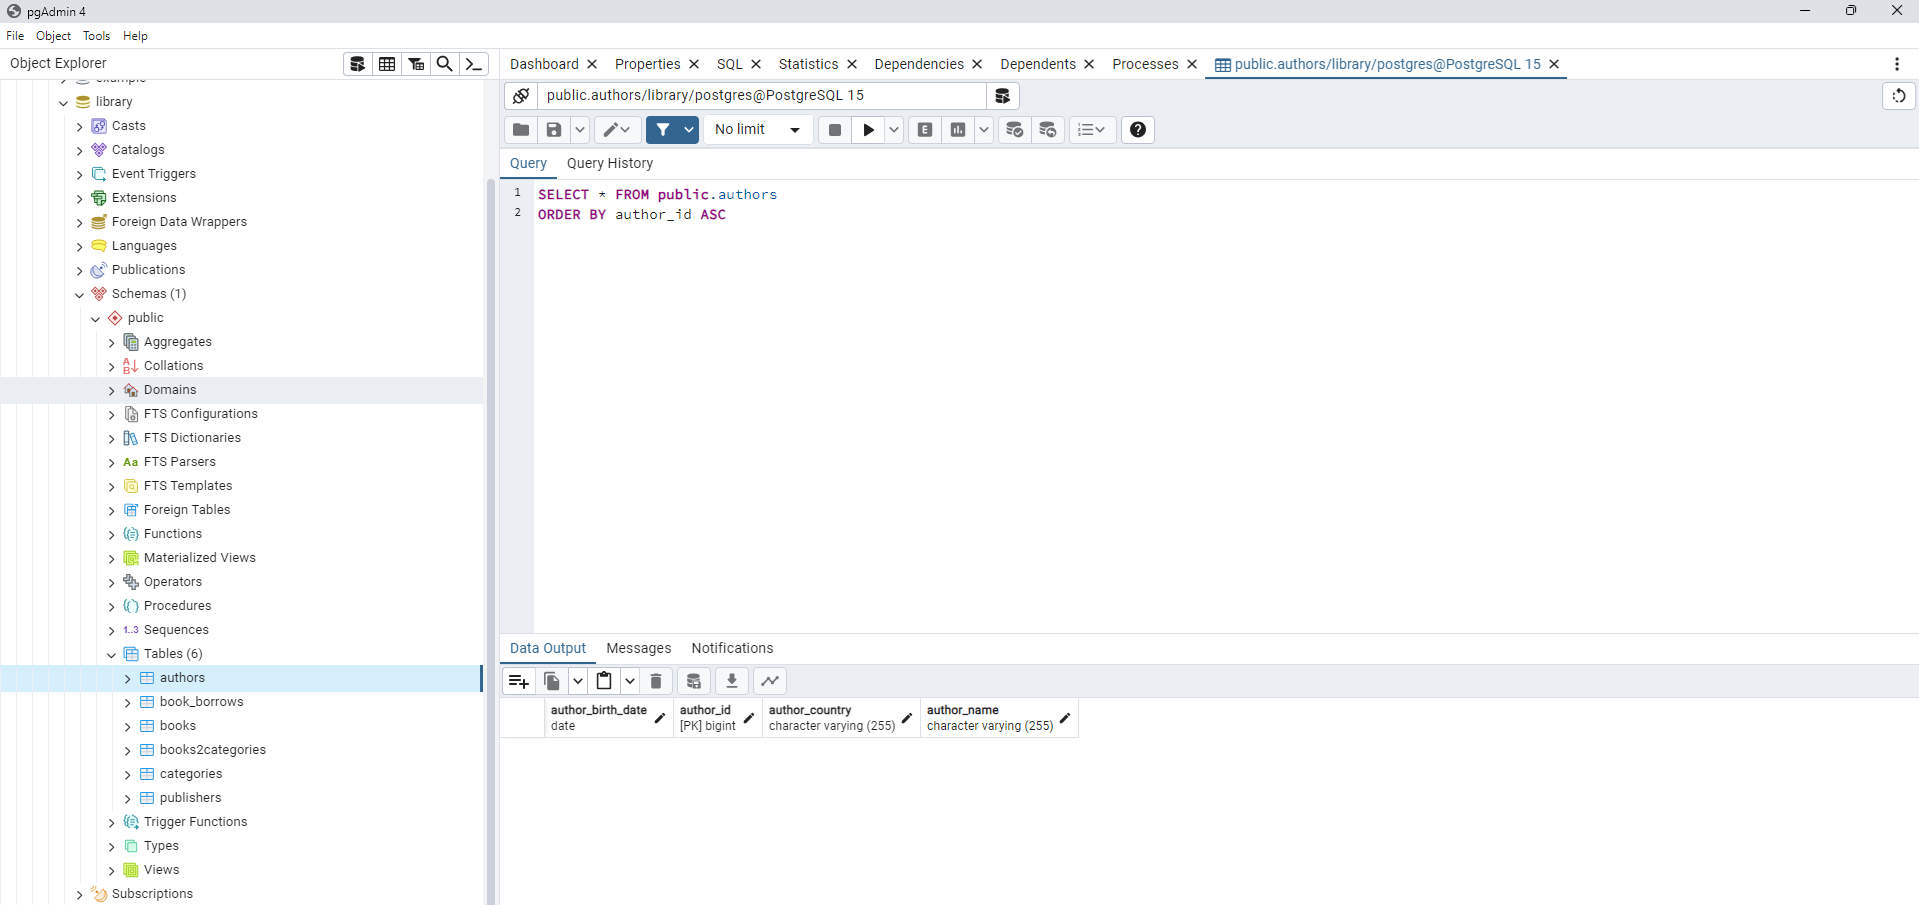 pgAdmin 4
File Object Tools Help
Object Explorer
Dashboard Properties SQL Statistics Dependencies Dependents Processes public.authors/library/postgres@PostgreSQL 15
example
library
Casts
Catalogs
Event Triggers
Extensions
Foreign Data Wrappers
Languages
Publications
Schemas (1)
public
Aggregates
Collations
Domains
FTS Configurations
FTS Dictionaries
Aa FTS Parsers
FTS Templates
Foreign Tables
Functions
Materialized Views
Operators
Procedures
1..3 Sequences
Tables (6)
authors
book_borrows
books
books2categories
categories
publishers
Trigger Functions
Types
Views
Subscriptions
public.authors/library/postgres@PostgreSQL 15
No limit
E
Query Query History
1 SELECT * FROM public.authors
2 ORDER BY author_id ASC
Data Output Messages Notifications
author_birth_date author_id author_country author_name
date [PK] bigint character varying (255) character varying (255)